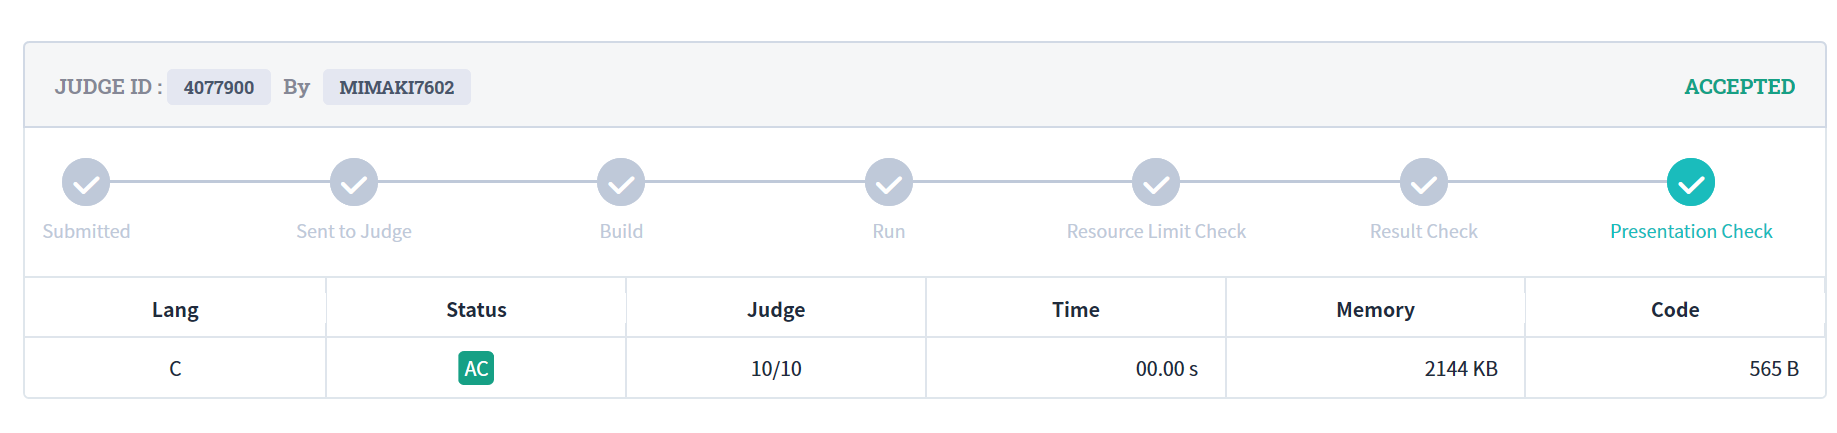 JUDGE ID : 4077900 By MIMAKI7602 ACCEPTED
Submitted Sent to Judge Build Run Resource Limit Check Result Check Presentation Check
Lang Status Judge Time Memory Code
C AC 10/10 00.00 s 2144 KB 565 B